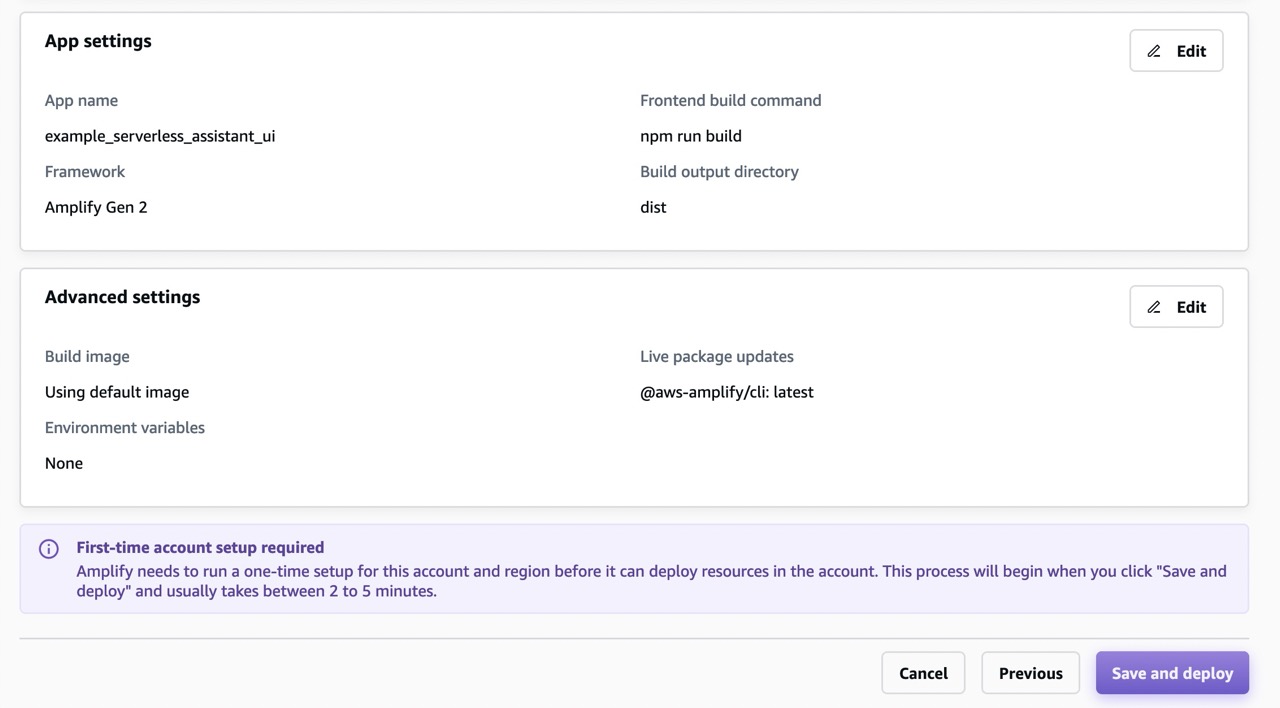 App settings
Edit
App name
Frontend build command
example_serverless_assistant_ui
npm run build
Framework
Build output directory
Amplify Gen 2
dist
Advanced settings
Edit
Build image
Live package updates
Using default image
@aws-amplify/cli: latest
Environment variables
None
First-time account setup required
Amplify needs to run a one-time setup for this account and region before it can deploy resources in the account. This process will begin when you click "Save and
deploy" and usually takes between 2 to 5 minutes.
Cancel
Previous
Save and deploy